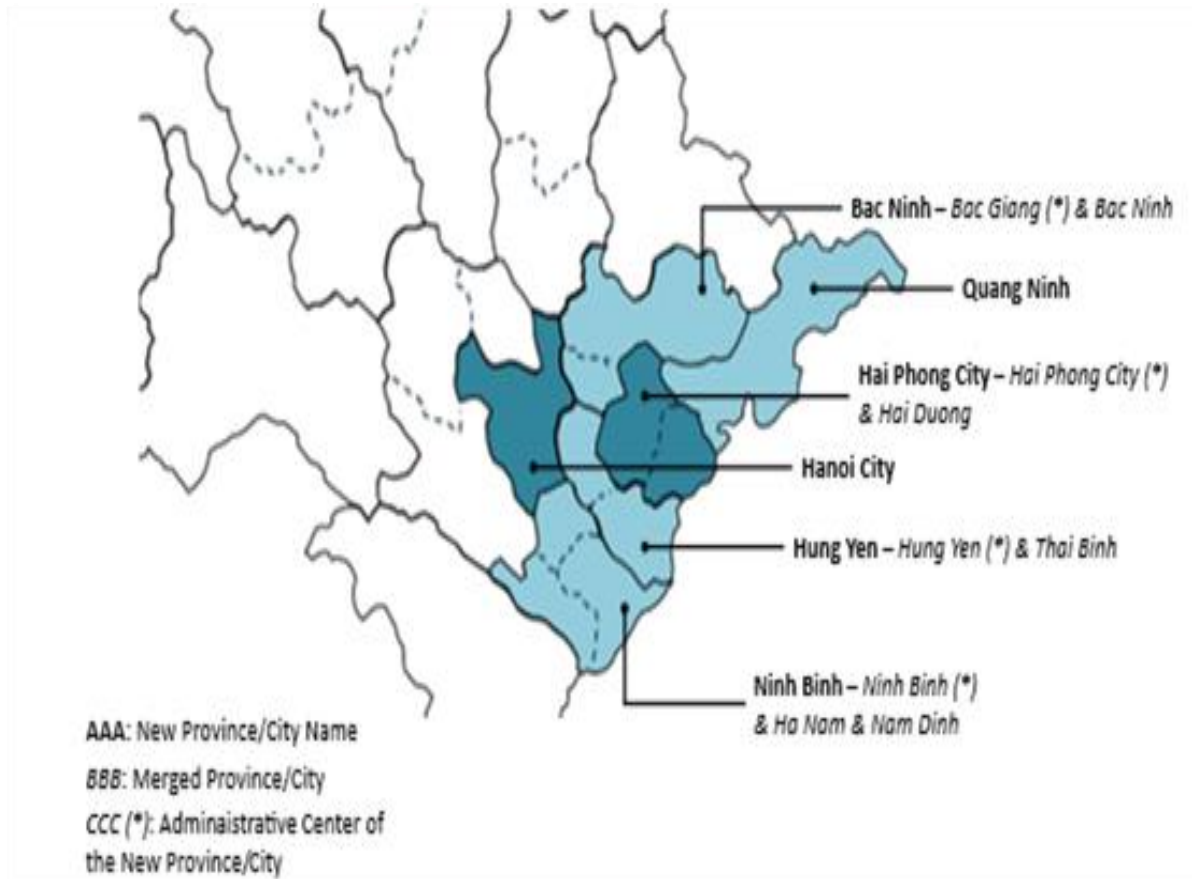 Bac Ninh – Bac Giang (*) & Bac Ninh
Quang Ninh
Hai Phong City – Hai Phong City (*)
& Hai Duong
Hanoi City
Hung Yen – Hung Yen (*) & Thai Binh
Ninh Binh – Ninh Binh (*)
& Ha Nam & Nam Dinh
AAA: New Province/City Name
BBB: Merged Province/City
CCC (*): Adminaistrative Center of
the New Province/City